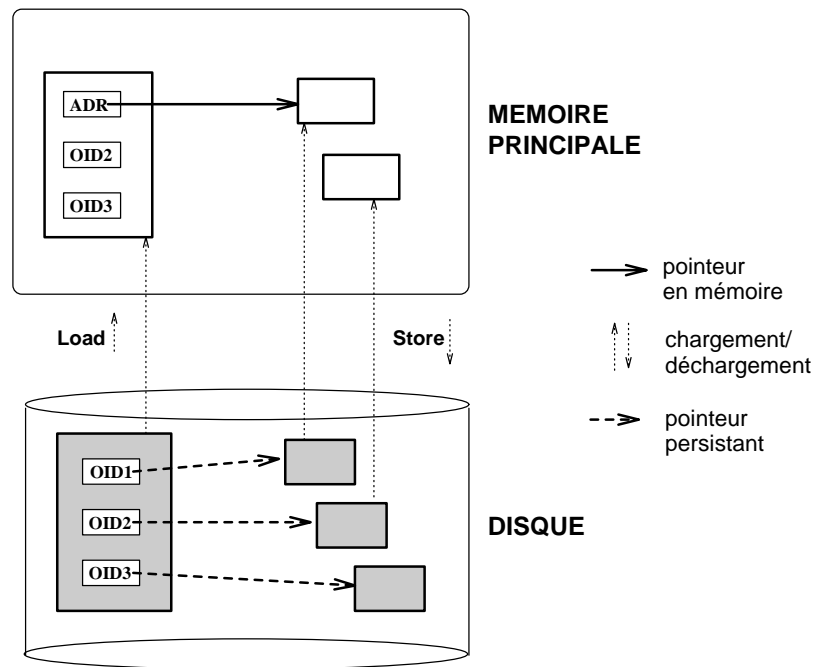 ADR
OID2
OID3
MEMOIRE
PRINCIPALE
pointeur
en mémoire
Load
Store
chargement/
déchargement
pointeur
persistant
OID1
OID2
OID3
DISQUE